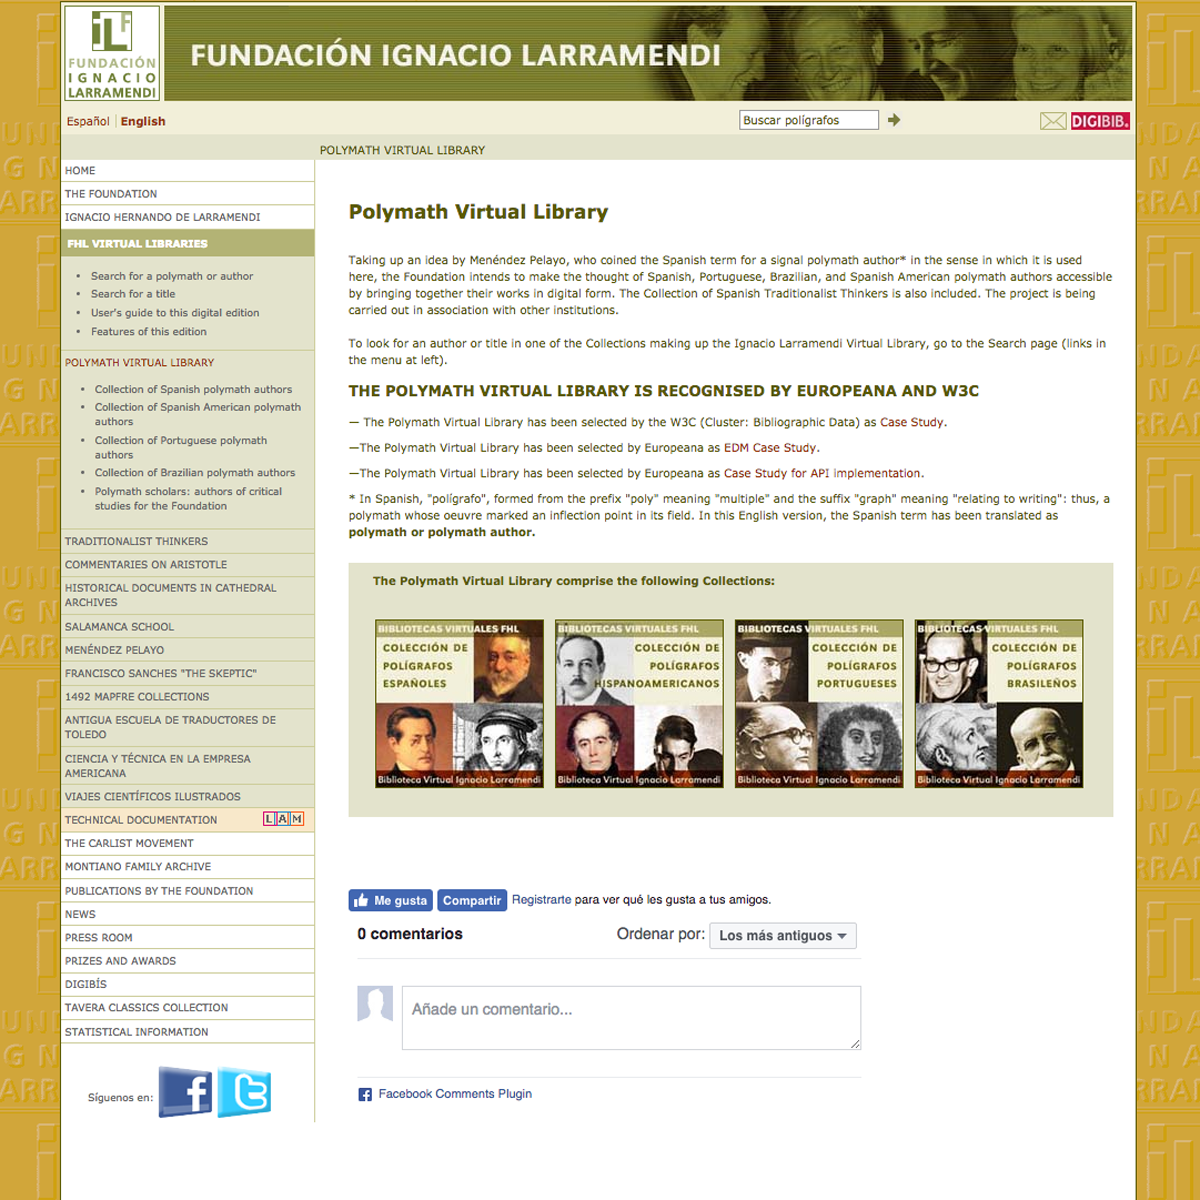 iLF
FUNDACIÓN
IGNACIO
LARRAMENDI
FUNDACIÓN IGNACIO LARRAMENDI
Español | English
Buscar polígrafos
DIGIBIB.
POLYMATH VIRTUAL LIBRARY
HOME
THE FOUNDATION
IGNACIO HERNANDO DE LARRAMENDI
FHL VIRTUAL LIBRARIES
• Search for a polymath or author
• Search for a title
• User's guide to this digital edition
• Features of this edition
POLYMATH VIRTUAL LIBRARY
• Collection of Spanish polymath authors
• Collection of Spanish American polymath
authors
• Collection of Portuguese polymath
authors
• Collection of Brazilian polymath authors
• Polymath scholars: authors of critical
studies for the Foundation
TRADITIONALIST THINKERS
COMMENTARIES ON ARISTOTLE
HISTORICAL DOCUMENTS IN CATHEDRAL
ARCHIVES
SALAMANCA SCHOOL
MENÉNDEZ PELAYO
FRANCISCO SANCHES "THE SKEPTIC"
1492 MAPFRE COLLECTIONS
ANTIGUA ESCUELA DE TRADUCTORES DE
TOLEDO
CIENCIA Y TÉCNICA EN LA EMPRESA
AMERICANA
VIAJES CIENTÍFICOS ILUSTRADOS
TECHNICAL DOCUMENTATION LAM
THE CARLIST MOVEMENT
MONTIANO FAMILY ARCHIVE
PUBLICATIONS BY THE FOUNDATION
NEWS
PRESS ROOM
PRIZES AND AWARDS
DIGIBÍS
TAVERA CLASSICS COLLECTION
STATISTICAL INFORMATION
Síguenos en:
Polymath Virtual Library
Taking up an idea by Menéndez Pelayo, who coined the Spanish term for a signal polymath author* in the sense in which it is used
here, the Foundation intends to make the thought of Spanish, Portuguese, Brazilian, and Spanish American polymath authors accessible
by bringing together their works in digital form. The Collection of Spanish Traditionalist Thinkers is also included. The project is being
carried out in association with other institutions.
To look for an author or title in one of the Collections making up the Ignacio Larramendi Virtual Library, go to the Search page (links in
the menu at left).
THE POLYMATH VIRTUAL LIBRARY IS RECOGNISED BY EUROPEANA AND W3C
— The Polymath Virtual Library has been selected by the W3C (Cluster: Bibliographic Data) as Case Study.
—The Polymath Virtual Library has been selected by Europeana as EDM Case Study.
—The Polymath Virtual Library has been selected by Europeana as Case Study for API implementation.
* In Spanish, "polígrafo", formed from the prefix "poly" meaning "multiple" and the suffix "graph" meaning "relating to writing": thus, a
polymath whose oeuvre marked an inflection point in its field. In this English version, the Spanish term has been translated as
polymath or polymath author.
The Polymath Virtual Library comprise the following Collections:
BIBLIOTECAS VIRTUALES FHL
COLECCIÓN DE
POLÍGRAFOS
ESPAÑOLES
Biblioteca Virtual Ignacio Larramendi
BIBLIOTECAS VIRTUALES FHL
COLECCIÓN DE
POLÍGRAFOS
HISPANOAMERICANOS
Biblioteca Virtual Ignacio Larramendi
BIBLIOTECAS VIRTUALES FHL
COLECCIÓN DE
POLÍGRAFOS
PORTUGUESES
Biblioteca Virtual Ignacio Larramendi
BIBLIOTECAS VIRTUALES FHL
COLECCIÓN DE
POLÍGRAFOS
BRASILEÑOS
Biblioteca Virtual Ignacio Larramendi
Me gusta Compartir Registrarte para ver qué les gusta a tus amigos.
0 comentarios Ordenar por: Los más antiguos
Añade un comentario...
Facebook Comments Plugin